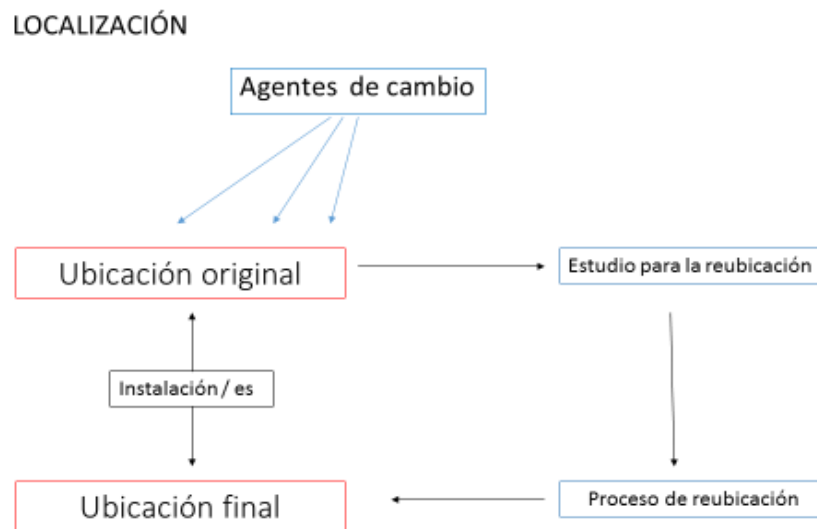 LOCALIZACIÓN
Agentes de cambio
Ubicación original
Estudio para la reubicación
Instalación / es
Ubicación final
Proceso de reubicación